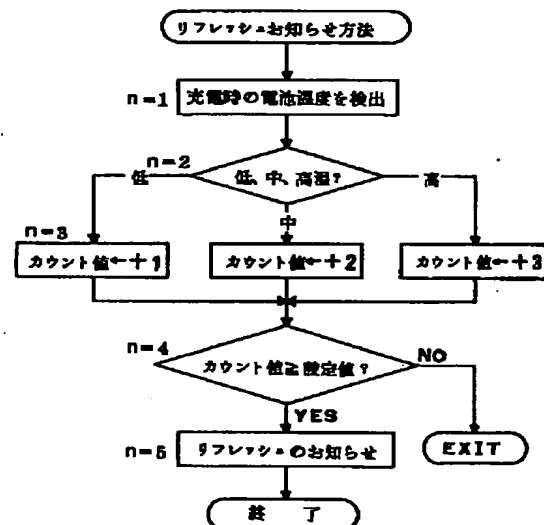 リフレッシュお知らせ方法
n=1
充電時の電池温度を検出
n=2
低
低、中、高温?
高
中
n=3
カウント値←+1
カウント値←+2
カウント値←+3
n=4
カウント値≧設定値?
NO
YES
n=5
リフレッシュのお知らせ
EXIT
終 了